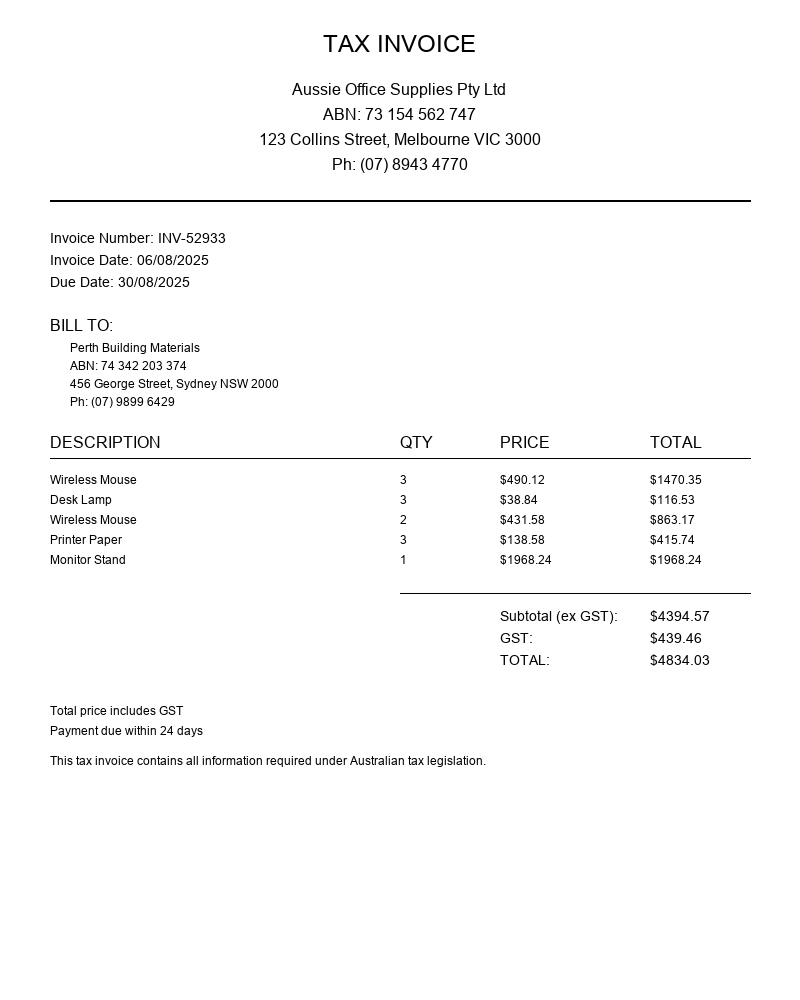 TAX INVOICE
Aussie Office Supplies Pty Ltd
ABN: 73 154 562 747
123 Collins Street, Melbourne VIC 3000
Ph: (07) 8943 4770
Invoice Number: INV-52933
Invoice Date: 06/08/2025
Due Date: 30/08/2025
BILL TO:
Perth Building Materials
ABN: 74 342 203 374
456 George Street, Sydney NSW 2000
Ph: (07) 9899 6429
DESCRIPTION QTY PRICE TOTAL
Wireless Mouse 3 $490.12 $1470.35
Desk Lamp 3 $38.84 $116.53
Wireless Mouse 2 $431.58 $863.17
Printer Paper 3 $138.58 $415.74
Monitor Stand 1 $1968.24 $1968.24
Subtotal (ex GST): $4394.57
GST: $439.46
TOTAL: $4834.03
Total price includes GST
Payment due within 24 days
This tax invoice contains all information required under Australian tax legislation.